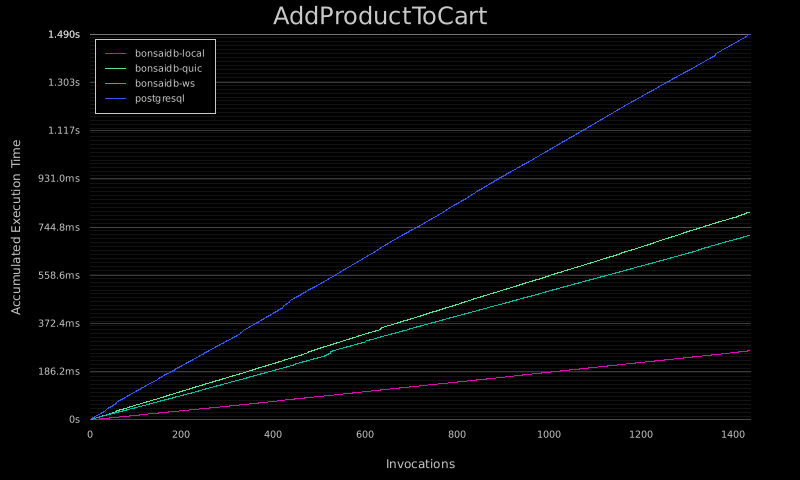 AddProductToCart
1.490s
1.303s
1.117s
931.0ms
744.8ms
558.6ms
372.4ms
186.2ms
0s
bonsaidb-local
bonsaidb-quic
bonsaidb-ws
postgresql
Accumulated Execution Time
0 200 400 600 800 1000 1200 1400
Invocations